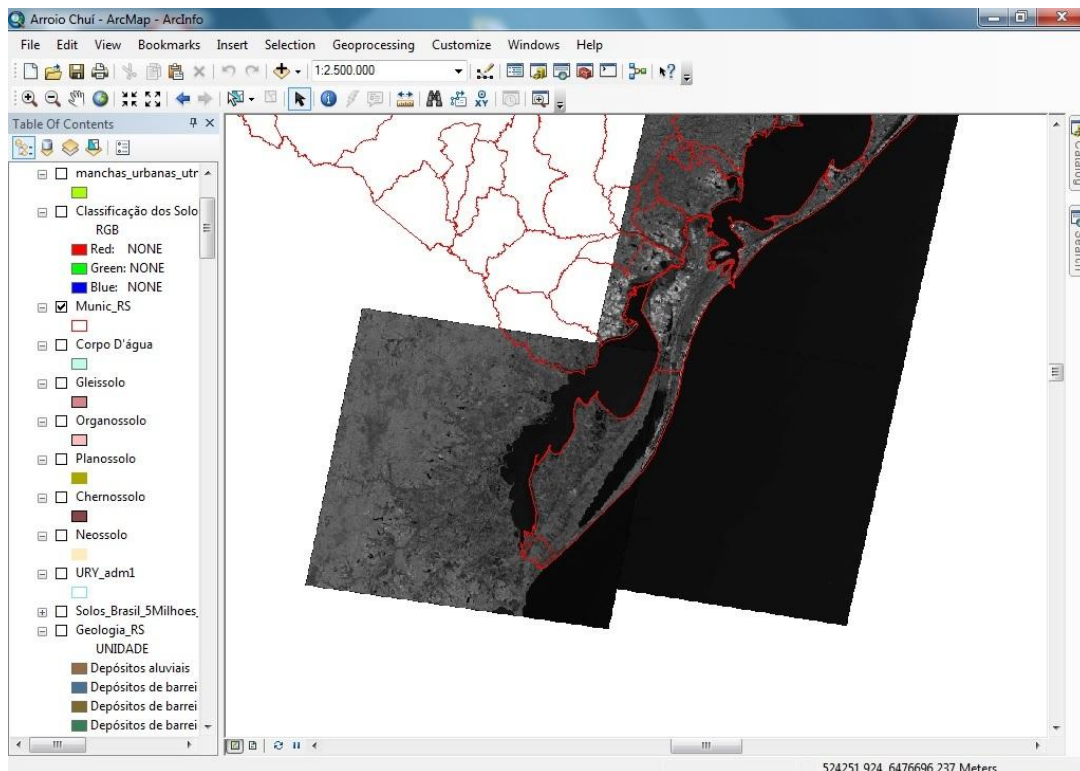 Arroio Chuí - ArcMap - ArcInfo
File Edit View Bookmarks Insert Selection Geoprocessing Customize Windows Help
1:2.500.000
Table Of Contents
manchas_urbanas_utr
Classificação dos Solo
RGB
Red: NONE
Green: NONE
Blue: NONE
Munic_RS
Corpo D'água
Gleissolo
Organossolo
Planossolo
Chernossolo
Neossolo
URY_adm1
Solos_Brasil_5Milhoes_
Geologia_RS
UNIDADE
Depósitos aluviais
Depósitos de barrei
Depósitos de barrei
Depósitos de barrei
Catalog
Search
524251,924 6476696,237 Meters